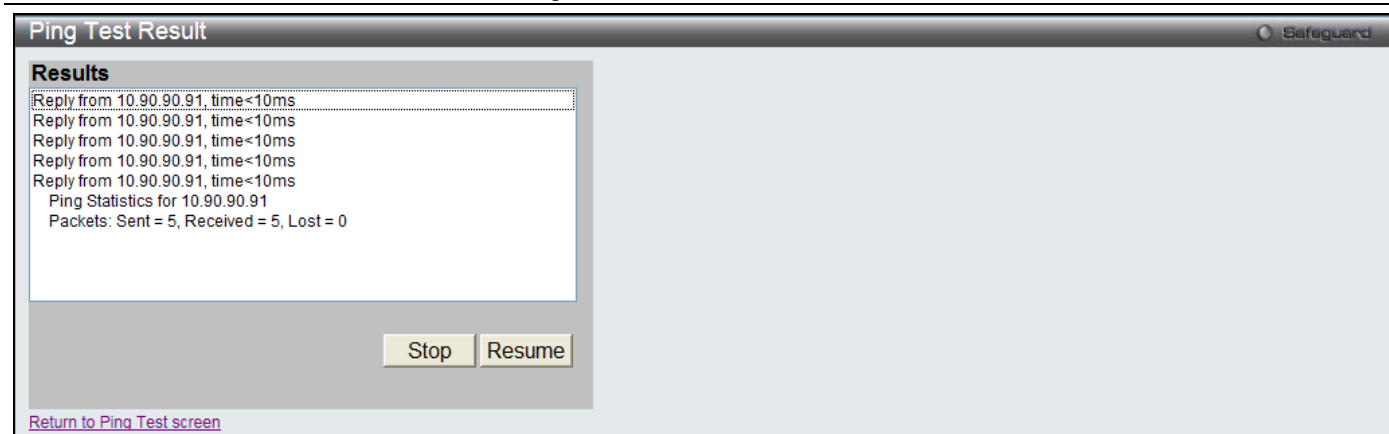 Ping Test Result
Safeguard
Results
Reply from 10.90.90.91, time<10ms
Reply from 10.90.90.91, time<10ms
Reply from 10.90.90.91, time<10ms
Reply from 10.90.90.91, time<10ms
Reply from 10.90.90.91, time<10ms
Ping Statistics for 10.90.90.91
Packets: Sent = 5, Received = 5, Lost = 0
Stop
Resume
Return to Ping Test screen